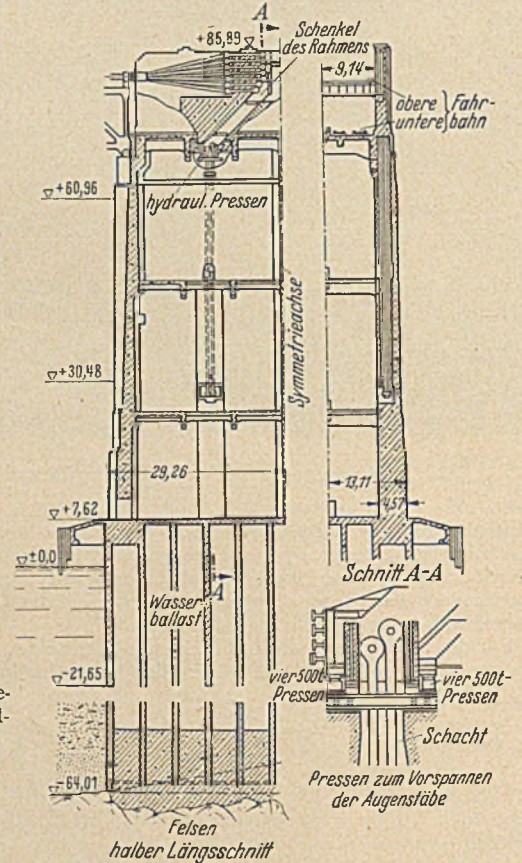 A
+85,89
Schenkel
des Rahmens
9,14
obere } Fahr-
untere } bahn
+60,96
hydraul. Pressen
Symmetrieachse
+30,48
29,26
13,11
4,57
+7,62
±0,0
Schnitt A-A
Wasser
ballast
A
-21,65
vier 500t-
Pressen
vier 500t-
Pressen
Schacht
-64,01
Pressen zum Vorspannen
der Augenstäbe
Felsen
halber Längsschnitt